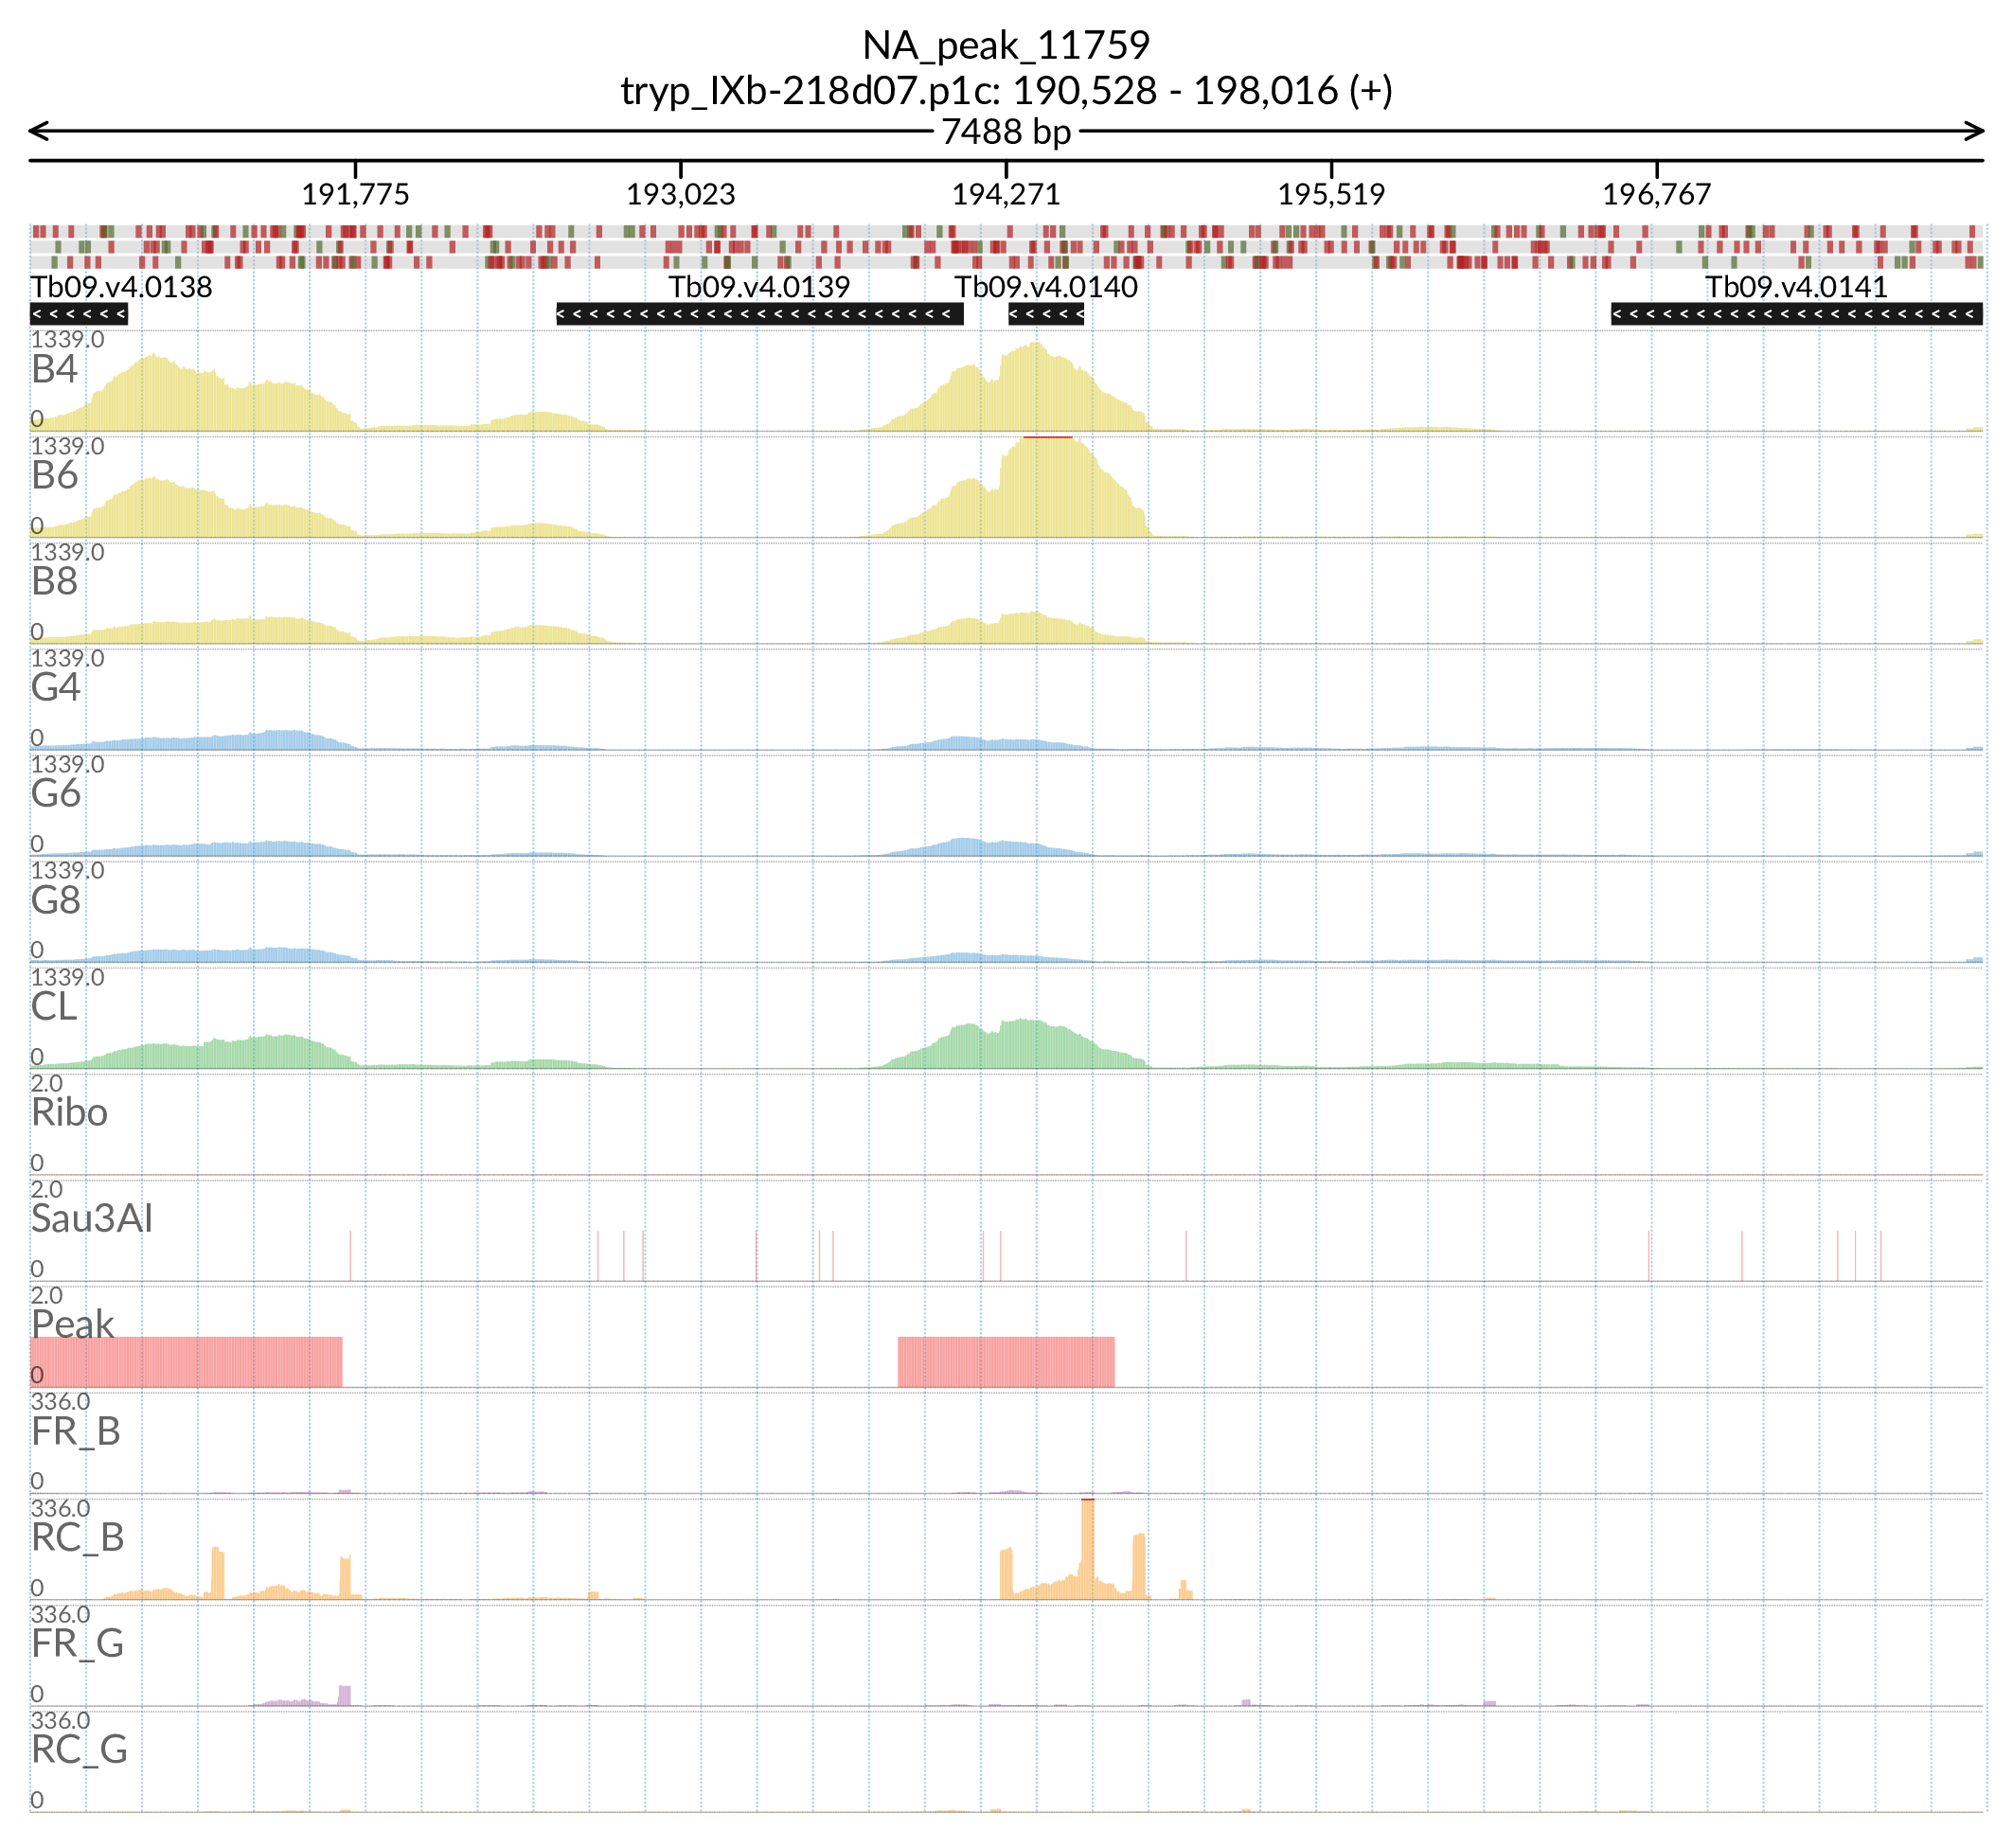 NA_peak_11759
tryp_IXb-218d07.p1c: 190,528 - 198,016 (+)
7488 bp
191,775 193,023 194,271 195,519 196,767
Tb09.v4.0138 Tb09.v4.0139 Tb09.v4.0140 Tb09.v4.0141
1339.0
B4
0
1339.0
B6
0
1339.0
B8
0
1339.0
G4
0
1339.0
G6
0
1339.0
G8
0
1339.0
CL
0
2.0
Ribo
0
2.0
Sau3AI
0
2.0
Peak
0
336.0
FR_B
0
336.0
RC_B
0
336.0
FR_G
0
336.0
RC_G
0